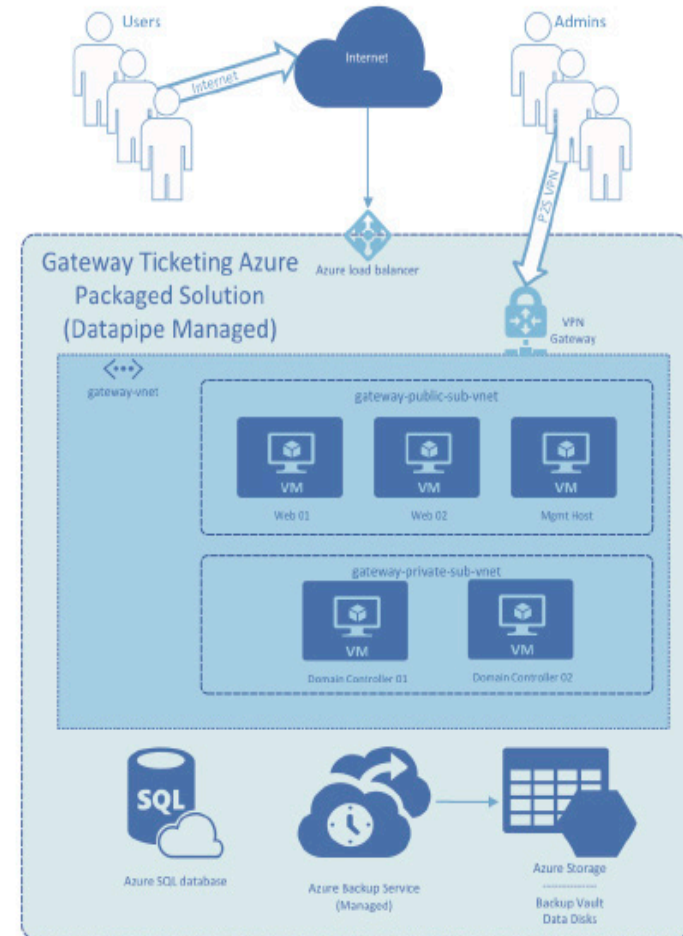 Users
Admins
Internet
Internet
P2S VPN
Azure load balancer
Gateway Ticketing Azure
Packaged Solution
(Datapipe Managed)
VPN
Gateway
gateway-vnet
gateway-public-sub-vnet
VM
VM
VM
Web 01
Web 02
Mgmt Host
gateway-private-sub-vnet
VM
VM
Domain Controller 01
Domain Controller 02
SQL
Azure SQL database
Azure Backup Service
(Managed)
Azure Storage
Backup Vault
Data Disks